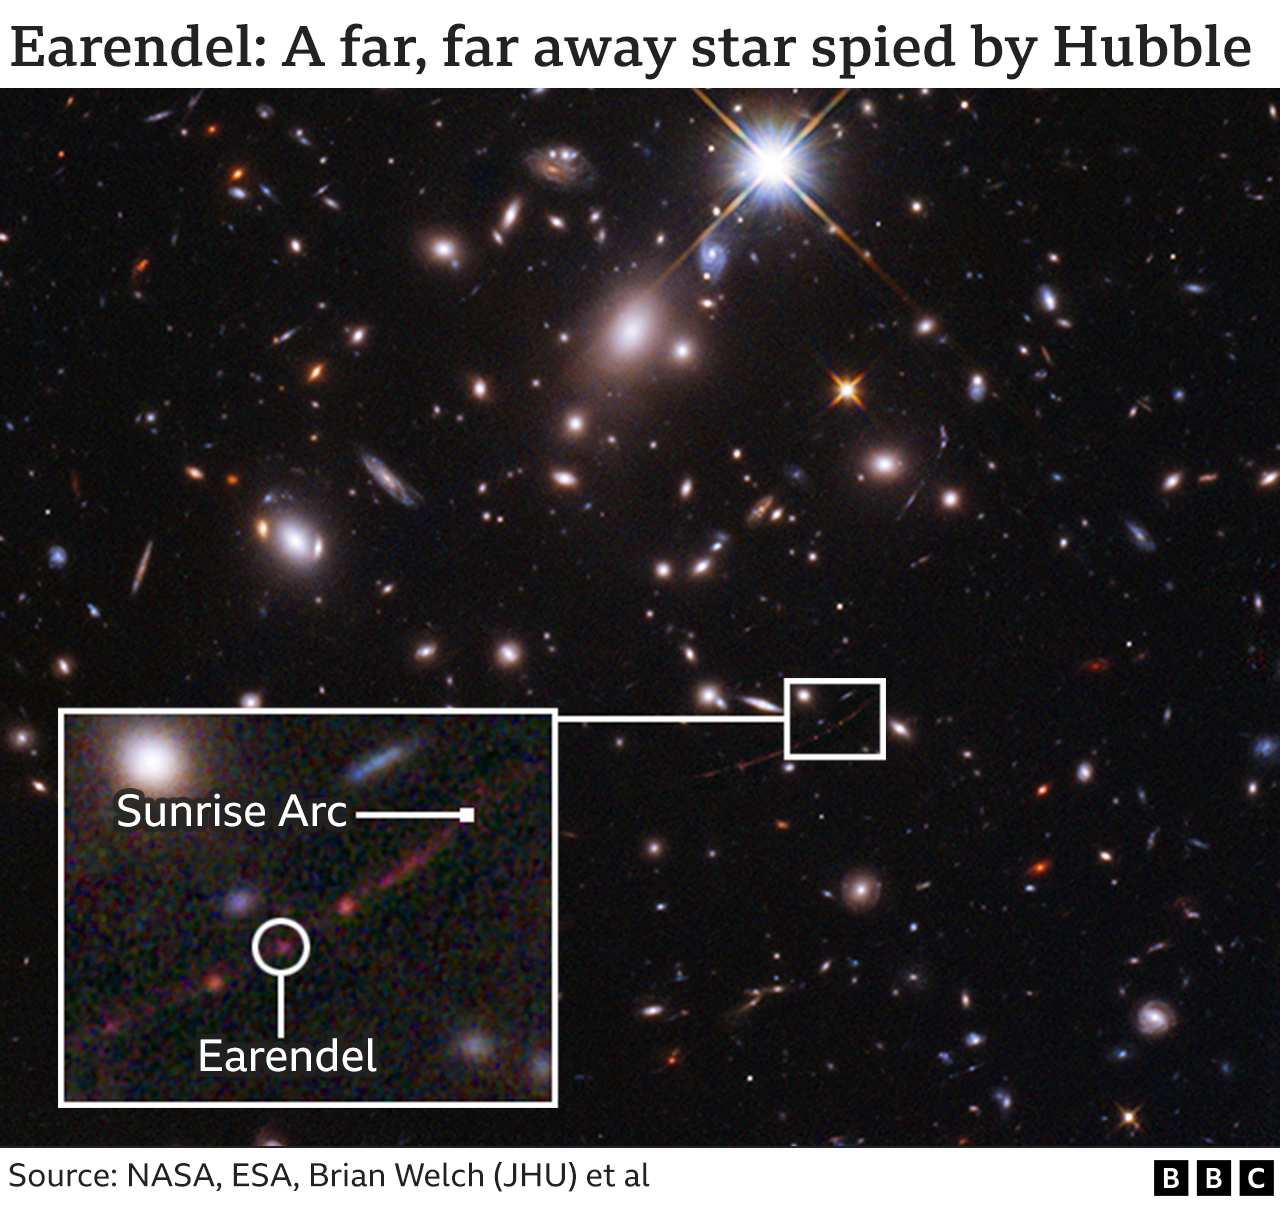 Earendel: A far, far away star spied by Hubble
Sunrise Arc
Earendel
Source: NASA, ESA, Brian Welch (JHU) et al
BBC